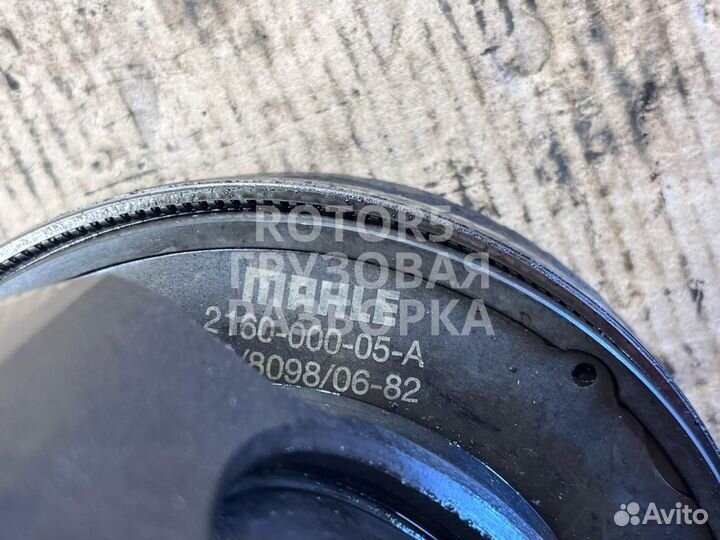 ROTORS
ГРУЗОВАЯ
РАЗБОРКА
MAHLE
2160-000-05-A
/8098/06-82
Avito